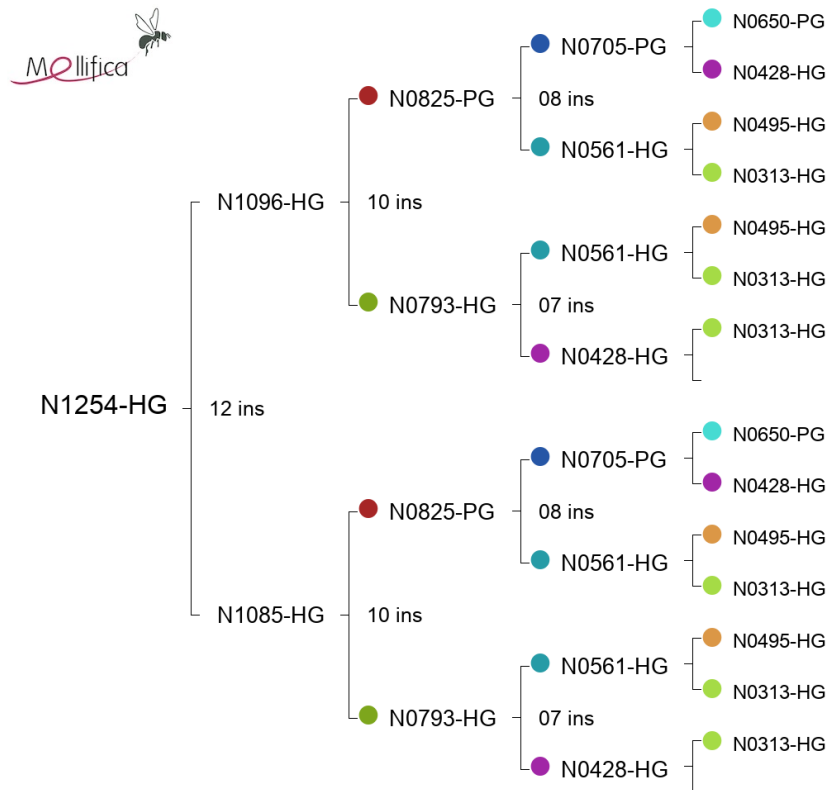 Mellifica
N0650-PG
N0705-PG
N0428-HG
N0825-PG
08 ins
N0495-HG
N0561-HG
N0313-HG
N1096-HG
10 ins
N0495-HG
N0561-HG
N0313-HG
N0793-HG
07 ins
N0313-HG
N0428-HG
N1254-HG
12 ins
N0650-PG
N0705-PG
N0428-HG
N0825-PG
08 ins
N0495-HG
N0561-HG
N0313-HG
N1085-HG
10 ins
N0495-HG
N0561-HG
N0313-HG
N0793-HG
07 ins
N0313-HG
N0428-HG